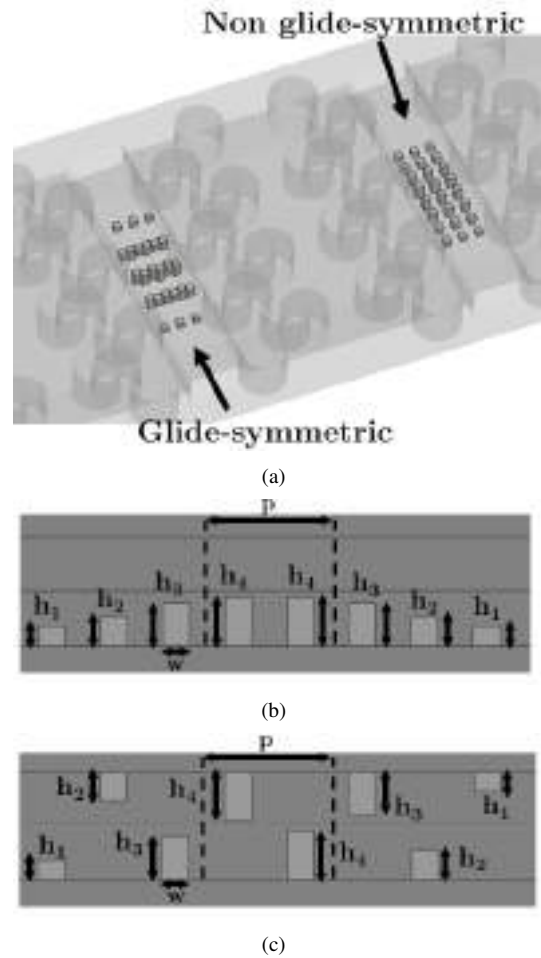 Non glide-symmetric
Glide-symmetric
(a)
p
h₁ h₂ h₃ h₄ h₄ h₃ h₂ h₁
w
(b)
p
h₂ h₄ h₃ h₁
h₁ h₃ h₄ h₂
w
(c)